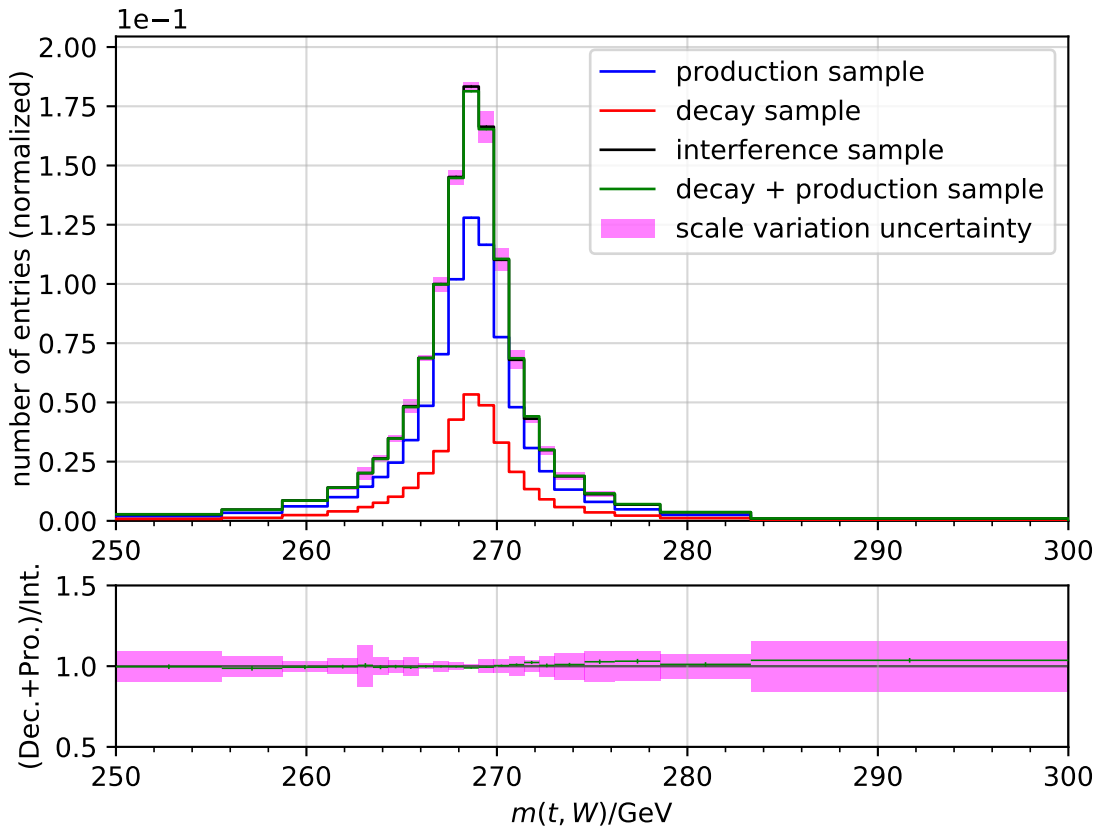 1e−1
number of entries (normalized)
2.00
1.75
1.50
1.25
1.00
0.75
0.50
0.25
0.00
production sample
decay sample
interference sample
decay + production sample
scale variation uncertainty
250 260 270 280 290 300
(Dec.+Pro.)/Int.
1.5
1.0
0.5
250 260 270 280 290 300
m(t, W)/GeV